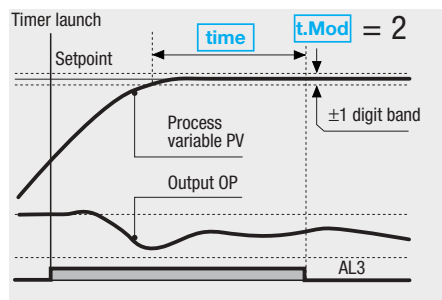 Timer launch
time
t.Mod = 2
Setpoint
±1 digit band
Process
variable PV
Output OP
AL3